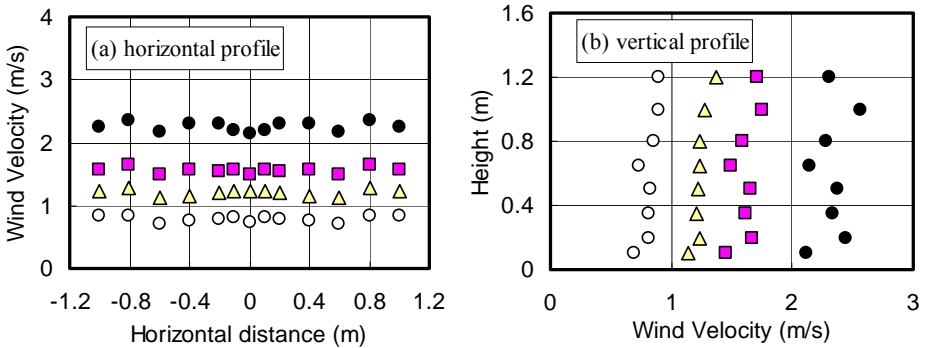 (a) horizontal profile
Wind Velocity (m/s)
4
3
2
1
0
-1.2 -0.8 -0.4 0 0.4 0.8 1.2
Horizontal distance (m)
(b) vertical profile
Height (m)
1.6
1.2
0.8
0.4
0
0 1 2 3
Wind Velocity (m/s)